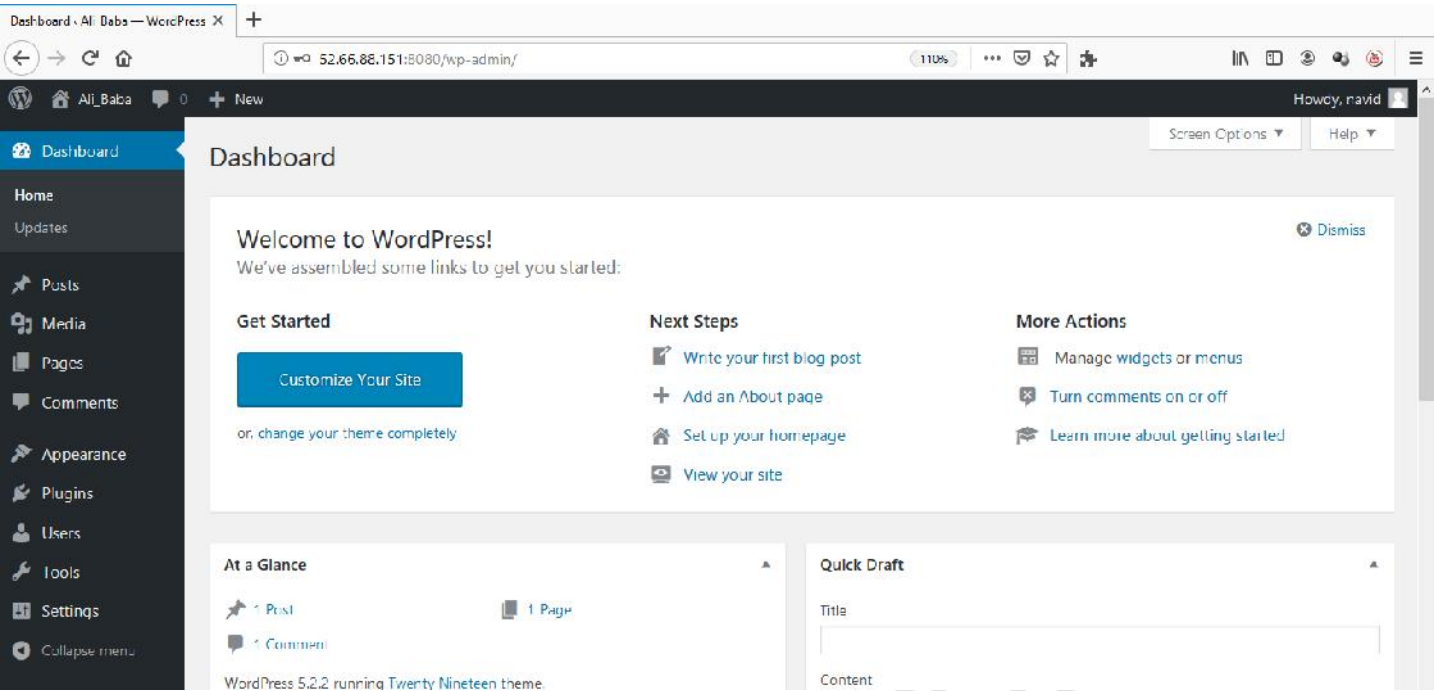 Dashboard ‹ Ali Baba — WordPress
52.66.88.151:8080/wp-admin/
110%
Ali_Baba 0 New
Howdy, navid
Screen Options Help
Dashboard
Dashboard
Home
Updates
Posts
Media
Pages
Comments
Appearance
Plugins
Users
Tools
Settings
Collapse menu
Welcome to WordPress!
Dismiss
We've assembled some links to get you started:
Get Started
Customize Your Site
or, change your theme completely
Next Steps
Write your first blog post
Add an About page
Set up your homepage
View your site
More Actions
Manage widgets or menus
Turn comments on or off
Learn more about getting started
At a Glance
1 Post
1 Page
1 Comment
WordPress 5.2.2 running Twenty Nineteen theme.
Quick Draft
Title
Content